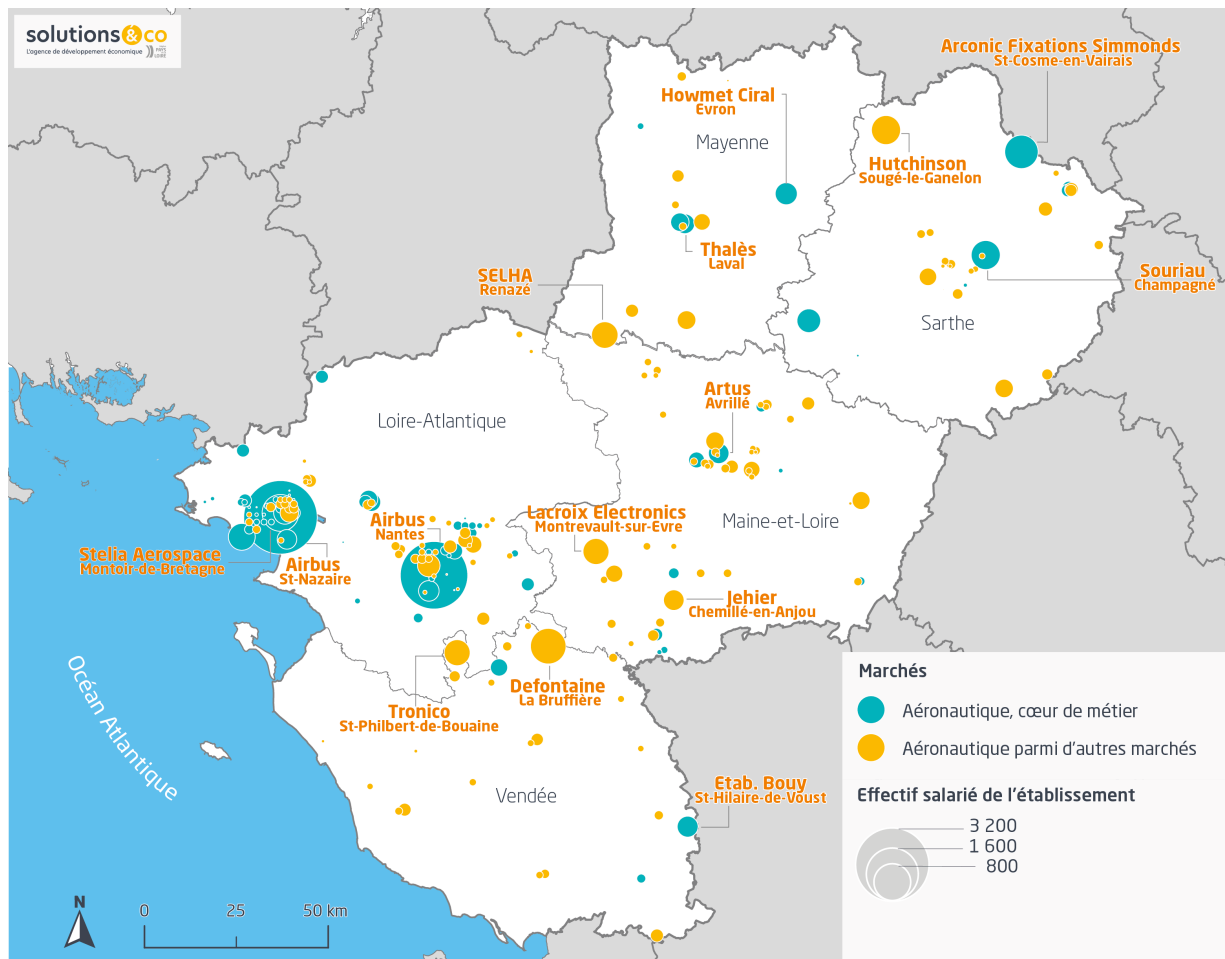 solutions&co
L'agence de développement économique
Arconic Fixations Simmonds
St-Cosme-en-Vairais
Howmet Ciral
Evron
Mayenne
Hutchinson
Sougé-le-Ganelon
Thalès
Laval
SELHA
Renazé
Souriau
Champagné
Sarthe
Artus
Avrillé
Loire-Atlantique
Airbus
Nantes
Lacroix Electronics
Montrevault-sur-Evre
Maine-et-Loire
Stelia Aerospace
Montoir-de-Bretagne
Airbus
St-Nazaire
Jehier
Chemillé-en-Anjou
Océan Atlantique
Defontaine
La Bruffière
Tronico
St-Philbert-de-Bouaine
Vendée
Etab. Bouy
St-Hilaire-de-Voust
Marchés
Aéronautique, cœur de métier
Aéronautique parmi d'autres marchés
Effectif salarié de l'établissement
3 200
1 600
800
N
0 25 50 km